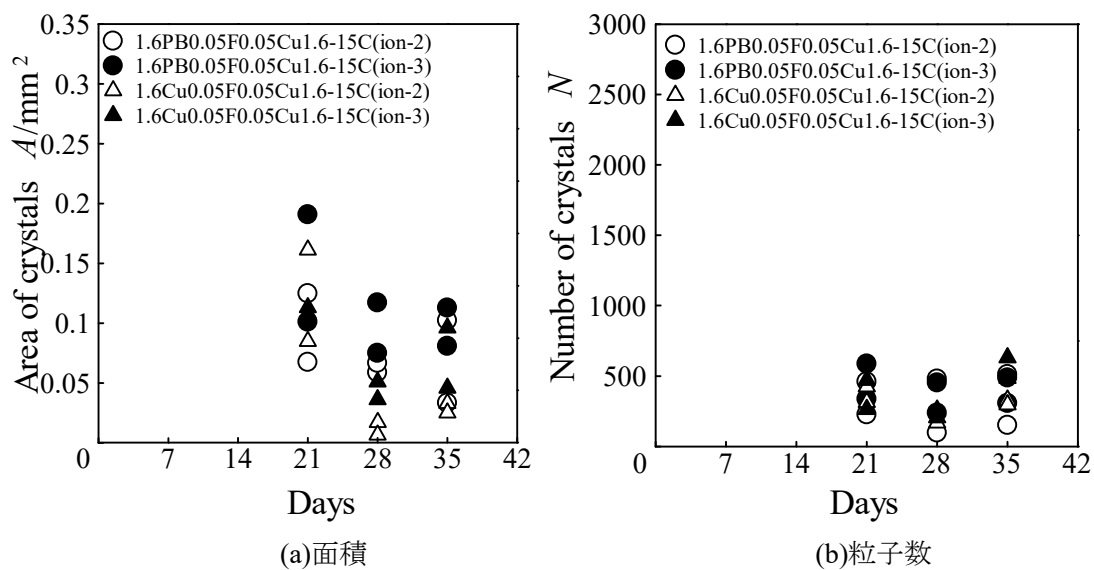 0.35
0.3
0.25
0.2
0.15
0.1
0.05
0
Area of crystals A/mm²
1.6PB0.05F0.05Cu1.6-15C(ion-2)
1.6PB0.05F0.05Cu1.6-15C(ion-3)
1.6Cu0.05F0.05Cu1.6-15C(ion-2)
1.6Cu0.05F0.05Cu1.6-15C(ion-3)
7 14 21 28 35 42
Days
(a)面積
3000
2500
2000
1500
1000
500
0
Number of crystals N
1.6PB0.05F0.05Cu1.6-15C(ion-2)
1.6PB0.05F0.05Cu1.6-15C(ion-3)
1.6Cu0.05F0.05Cu1.6-15C(ion-2)
1.6Cu0.05F0.05Cu1.6-15C(ion-3)
7 14 21 28 35 42
Days
(b)粒子数